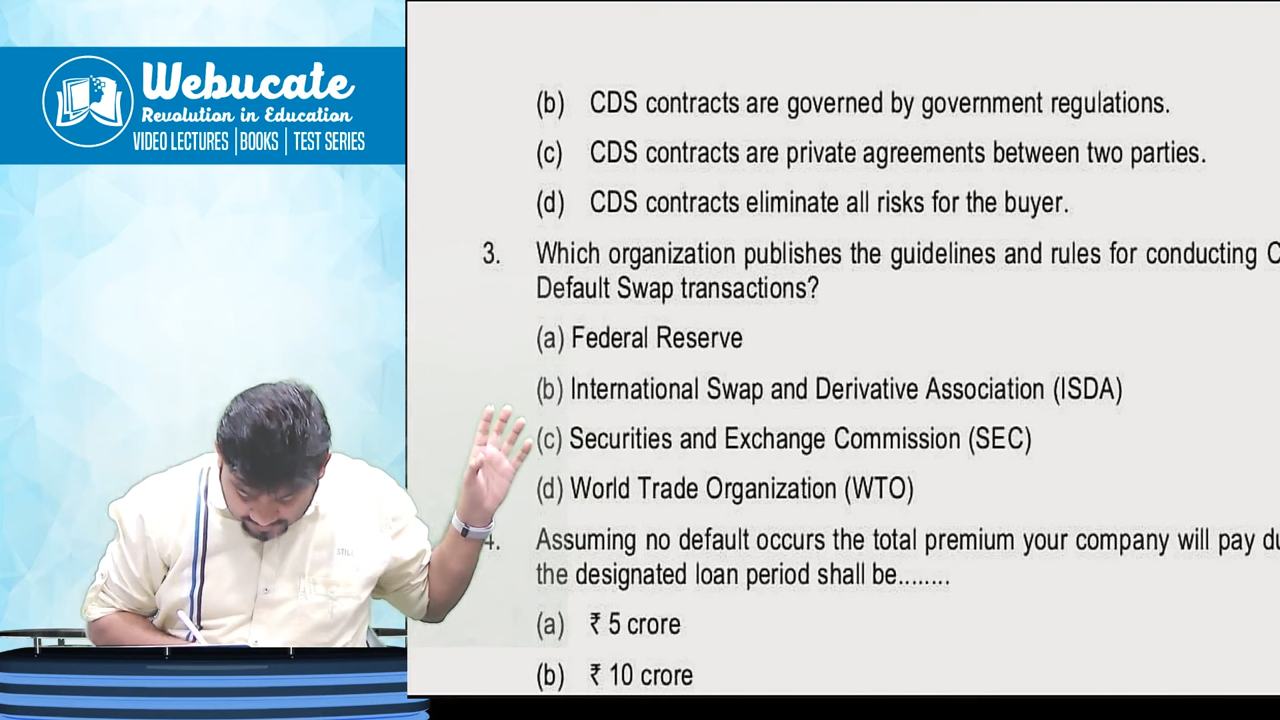 Webucate
Revolution in Education
VIDEO LECTURES | BOOKS | TEST SERIES
(b) CDS contracts are governed by government regulations.
(c) CDS contracts are private agreements between two parties.
(d) CDS contracts eliminate all risks for the buyer.
3. Which organization publishes the guidelines and rules for conducting C
Default Swap transactions?
(a) Federal Reserve
(b) International Swap and Derivative Association (ISDA)
(c) Securities and Exchange Commission (SEC)
(d) World Trade Organization (WTO)
4. Assuming no default occurs the total premium your company will pay du
the designated loan period shall be........
(a) ₹ 5 crore
(b) ₹ 10 crore